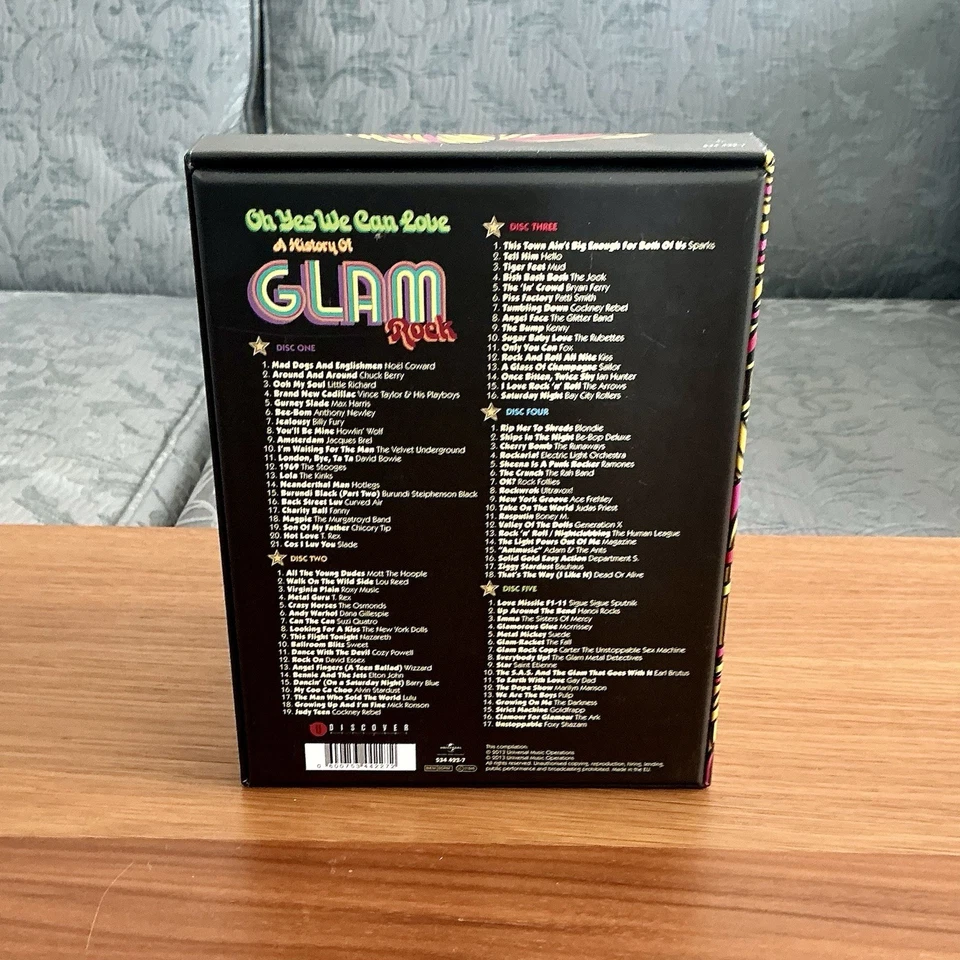 Oh Yes We Can Love
A History Of
GLAM
Rock
DISC ONE
1. Mad Dogs And Englishmen Noël Coward
2. Around And Around Chuck Berry
3. Ooh My Soul Little Richard
4. Brand New Cadillac Vince Taylor & His Playboys
5. Gurney Slade Max Harris
6. Bee-Bom Anthony Newley
7. Jealousy Billy Fury
8. You'll Be Mine Howlin' Wolf
9. Amsterdam Jacques Brel
10. I'm Waiting For The Man The Velvet Underground
11. London, Bye, Ta Ta David Bowie
12. 1969 The Stooges
13. Lola The Kinks
14. Neanderthal Man Hotlegs
15. Burundi Black (Part Two) Burundi Steiphenson Black
16. Back Street Luv Curved Air
17. Charity Ball Fanny
18. Magpie The Murgatroyd Band
19. Son Of My Father Chicory Tip
20. Hot Love T. Rex
21. Coz I Luv You Slade
DISC TWO
1. All The Young Dudes Mott The Hoople
2. Walk On The Wild Side Lou Reed
3. Virginia Plain Roxy Music
4. Metal Guru T. Rex
5. Crazy Horses The Osmonds
6. Andy Warhol Dana Gillespie
7. Can The Can Suzi Quatro
8. Looking For A Kiss The New York Dolls
9. This Flight Tonight Nazareth
10. Ballroom Blitz Sweet
11. Dance With The Devil Cozy Powell
12. Rock On David Essex
13. Angel Fingers (A Teen Ballad) Wizzard
14. Bennie And The Jets Elton John
15. Dancin' (On a Saturday Night) Barry Blue
16. My Coo Ca Choo Alvin Stardust
17. The Man Who Sold The World Lulu
18. Growing Up And I'm Fine Mick Ronson
19. Judy Teen Cockney Rebel
DISCOVER
0 600753 442272
UNIVERSAL
534 422-7
DISC THREE
1. This Town Ain't Big Enough For Both Of Us Sparks
2. Tell Him Hello
3. Tiger Feet Mud
4. Bish Bash Bosh The Jook
5. The 'In' Crowd Bryan Ferry
6. Piss Factory Patti Smith
7. Tumbling Down Cockney Rebel
8. Angel Face The Glitter Band
9. The Bump Kenny
10. Sugar Baby Love The Rubettes
11. Only You Can Fox
12. Rock And Roll All Nite Kiss
13. A Glass Of Champagne Sailor
14. Once Bitten, Twice Shy Ian Hunter
15. I Love Rock 'n' Roll The Arrows
16. Saturday Night Bay City Rollers
DISC FOUR
1. Rip Her To Shreds Blondie
2. Ships In The Night Be-Bop Deluxe
3. Cherry Bomb The Runaways
4. Rockaria! Electric Light Orchestra
5. Sheena Is A Punk Rocker Ramones
6. The Crunch The Rah Band
7. OK? Rock Follies
8. Rockwrok Ultravox!
9. New York Groove Ace Frehley
10. Take On The World Judas Priest
11. Rasputin Boney M.
12. Valley Of The Dolls Generation X
13. Rock 'n' Roll / Nightclubbing The Human League
14. The Light Pours Out Of Me Magazine
15. "Antmusic" Adam & The Ants
16. Solid Gold Easy Action Department S.
17. Ziggy Stardust Bauhaus
18. That's The Way (I Like It) Dead Or Alive
DISC FIVE
1. Love Missile F1-11 Sigue Sigue Sputnik
2. Up Around The Bend Hanoi Rocks
3. Emma The Sisters Of Mercy
4. Glamorous Glue Morrissey
5. Metal Mickey Suede
6. Glam-Racket The Fall
7. Glam Rock Cops Carter The Unstoppable Sex Machine
8. Everybody Up! The Glam Metal Detectives
9. Star Saint Etienne
10. The S.A.S. And The Glam That Goes With It Earl Brutus
11. To Earth With Love Gay Dad
12. The Dope Show Marilyn Manson
13. We Are The Boys Pulp
14. Growing On Me The Darkness
15. Strict Machine Goldfrapp
16. Clamour For Glamour The Ark
17. Unstoppable Foxy Shazam
This compilation:
℗ 2013 Universal Music Operations
© 2013 Universal Music Operations
All rights reserved. Unauthorised copying, reproduction, hiring, lending,
public performance and broadcasting prohibited. Made in the EU.